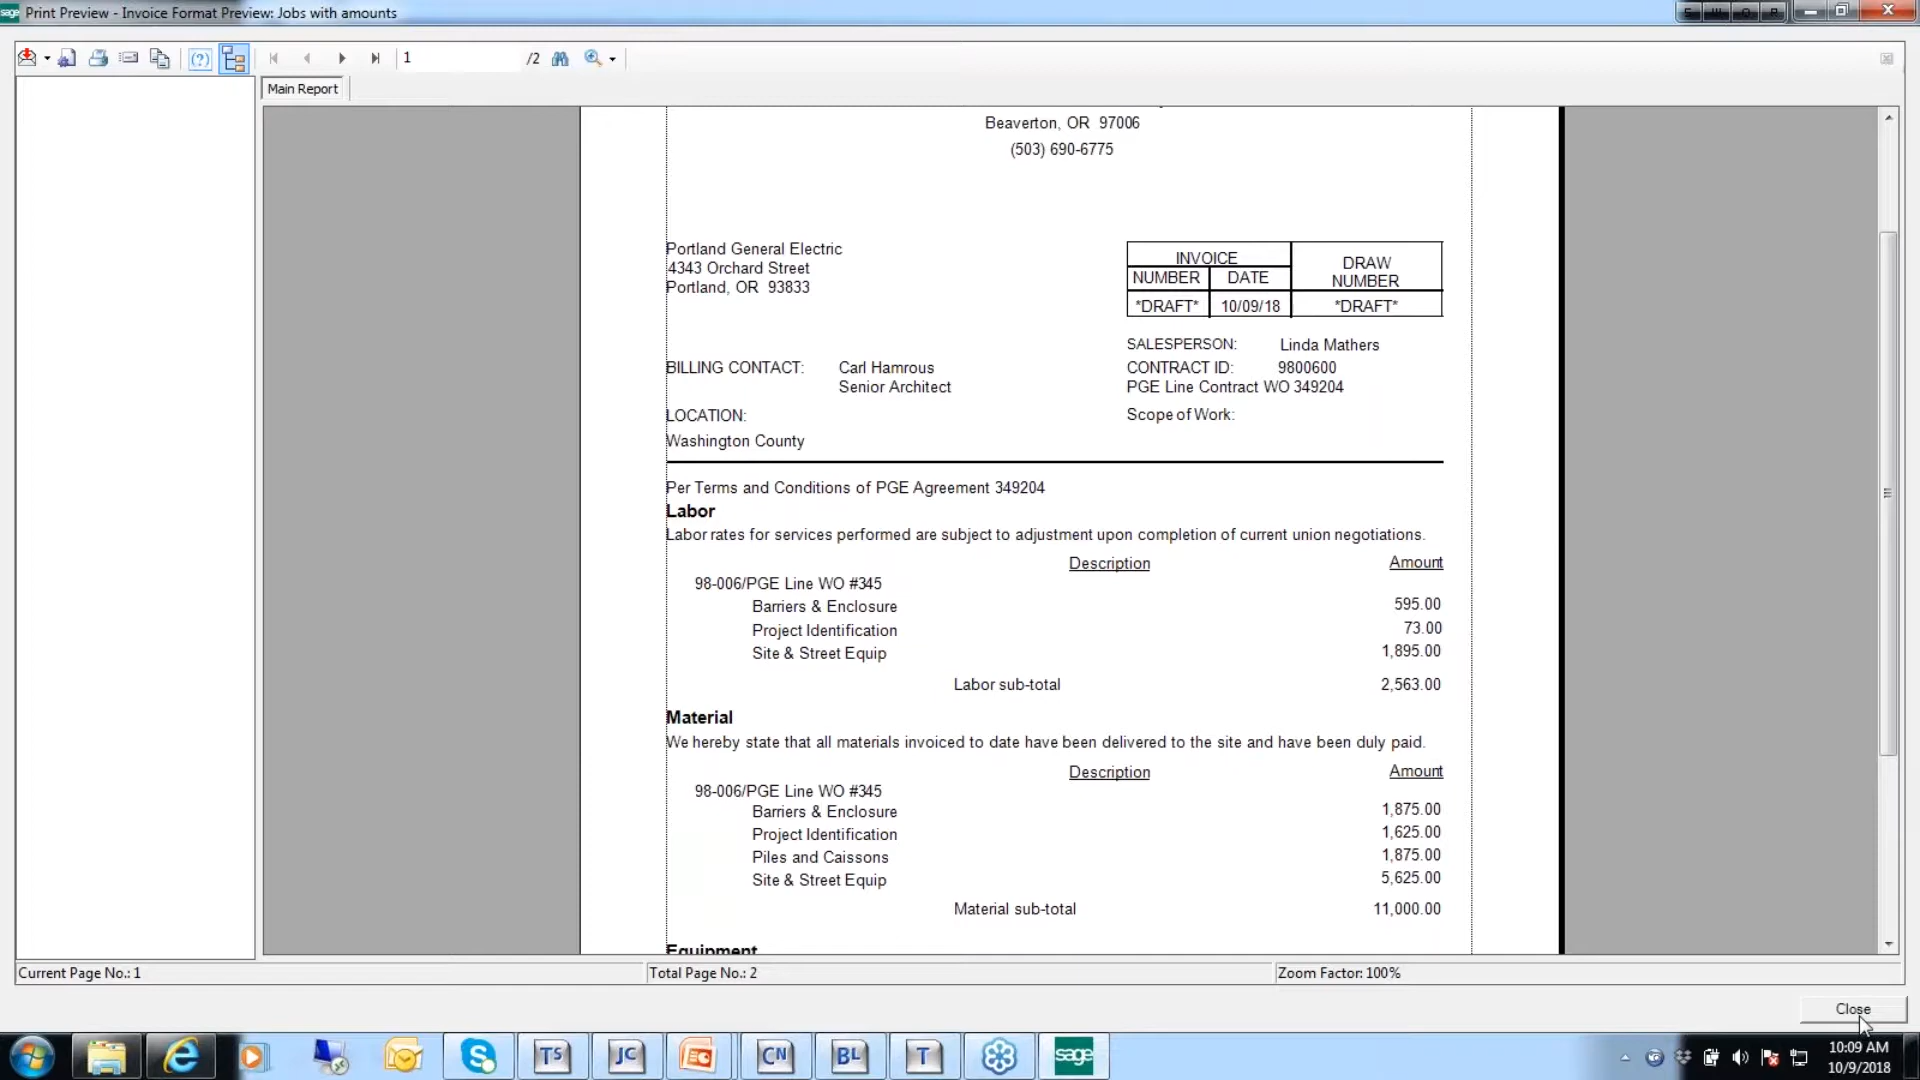 sage Print Preview - Invoice Format Preview: Jobs with amounts
1 /2
Main Report
Beaverton, OR 97006
(503) 690-6775
Portland General Electric
4343 Orchard Street
Portland, OR 93833
INVOICE
DRAW NUMBER
NUMBER DATE
*DRAFT* 10/09/18 *DRAFT*
SALESPERSON: Linda Mathers
BILLING CONTACT: Carl Hamrous
CONTRACT ID: 9800600
Senior Architect
PGE Line Contract WO 349204
LOCATION:
Scope of Work:
Washington County
Per Terms and Conditions of PGE Agreement 349204
Labor
Labor rates for services performed are subject to adjustment upon completion of current union negotiations.
Description Amount
98-006/PGE Line WO #345
Barriers & Enclosure 595.00
Project Identification 73.00
Site & Street Equip 1,895.00
Labor sub-total 2,563.00
Material
We hereby state that all materials invoiced to date have been delivered to the site and have been duly paid.
Description Amount
98-006/PGE Line WO #345
Barriers & Enclosure 1,875.00
Project Identification 1,625.00
Piles and Caissons 1,875.00
Site & Street Equip 5,625.00
Material sub-total 11,000.00
Equipment
Current Page No.: 1 Total Page No.: 2 Zoom Factor: 100%
Close
TS JC CN BL T sage
10:09 AM
10/9/2018